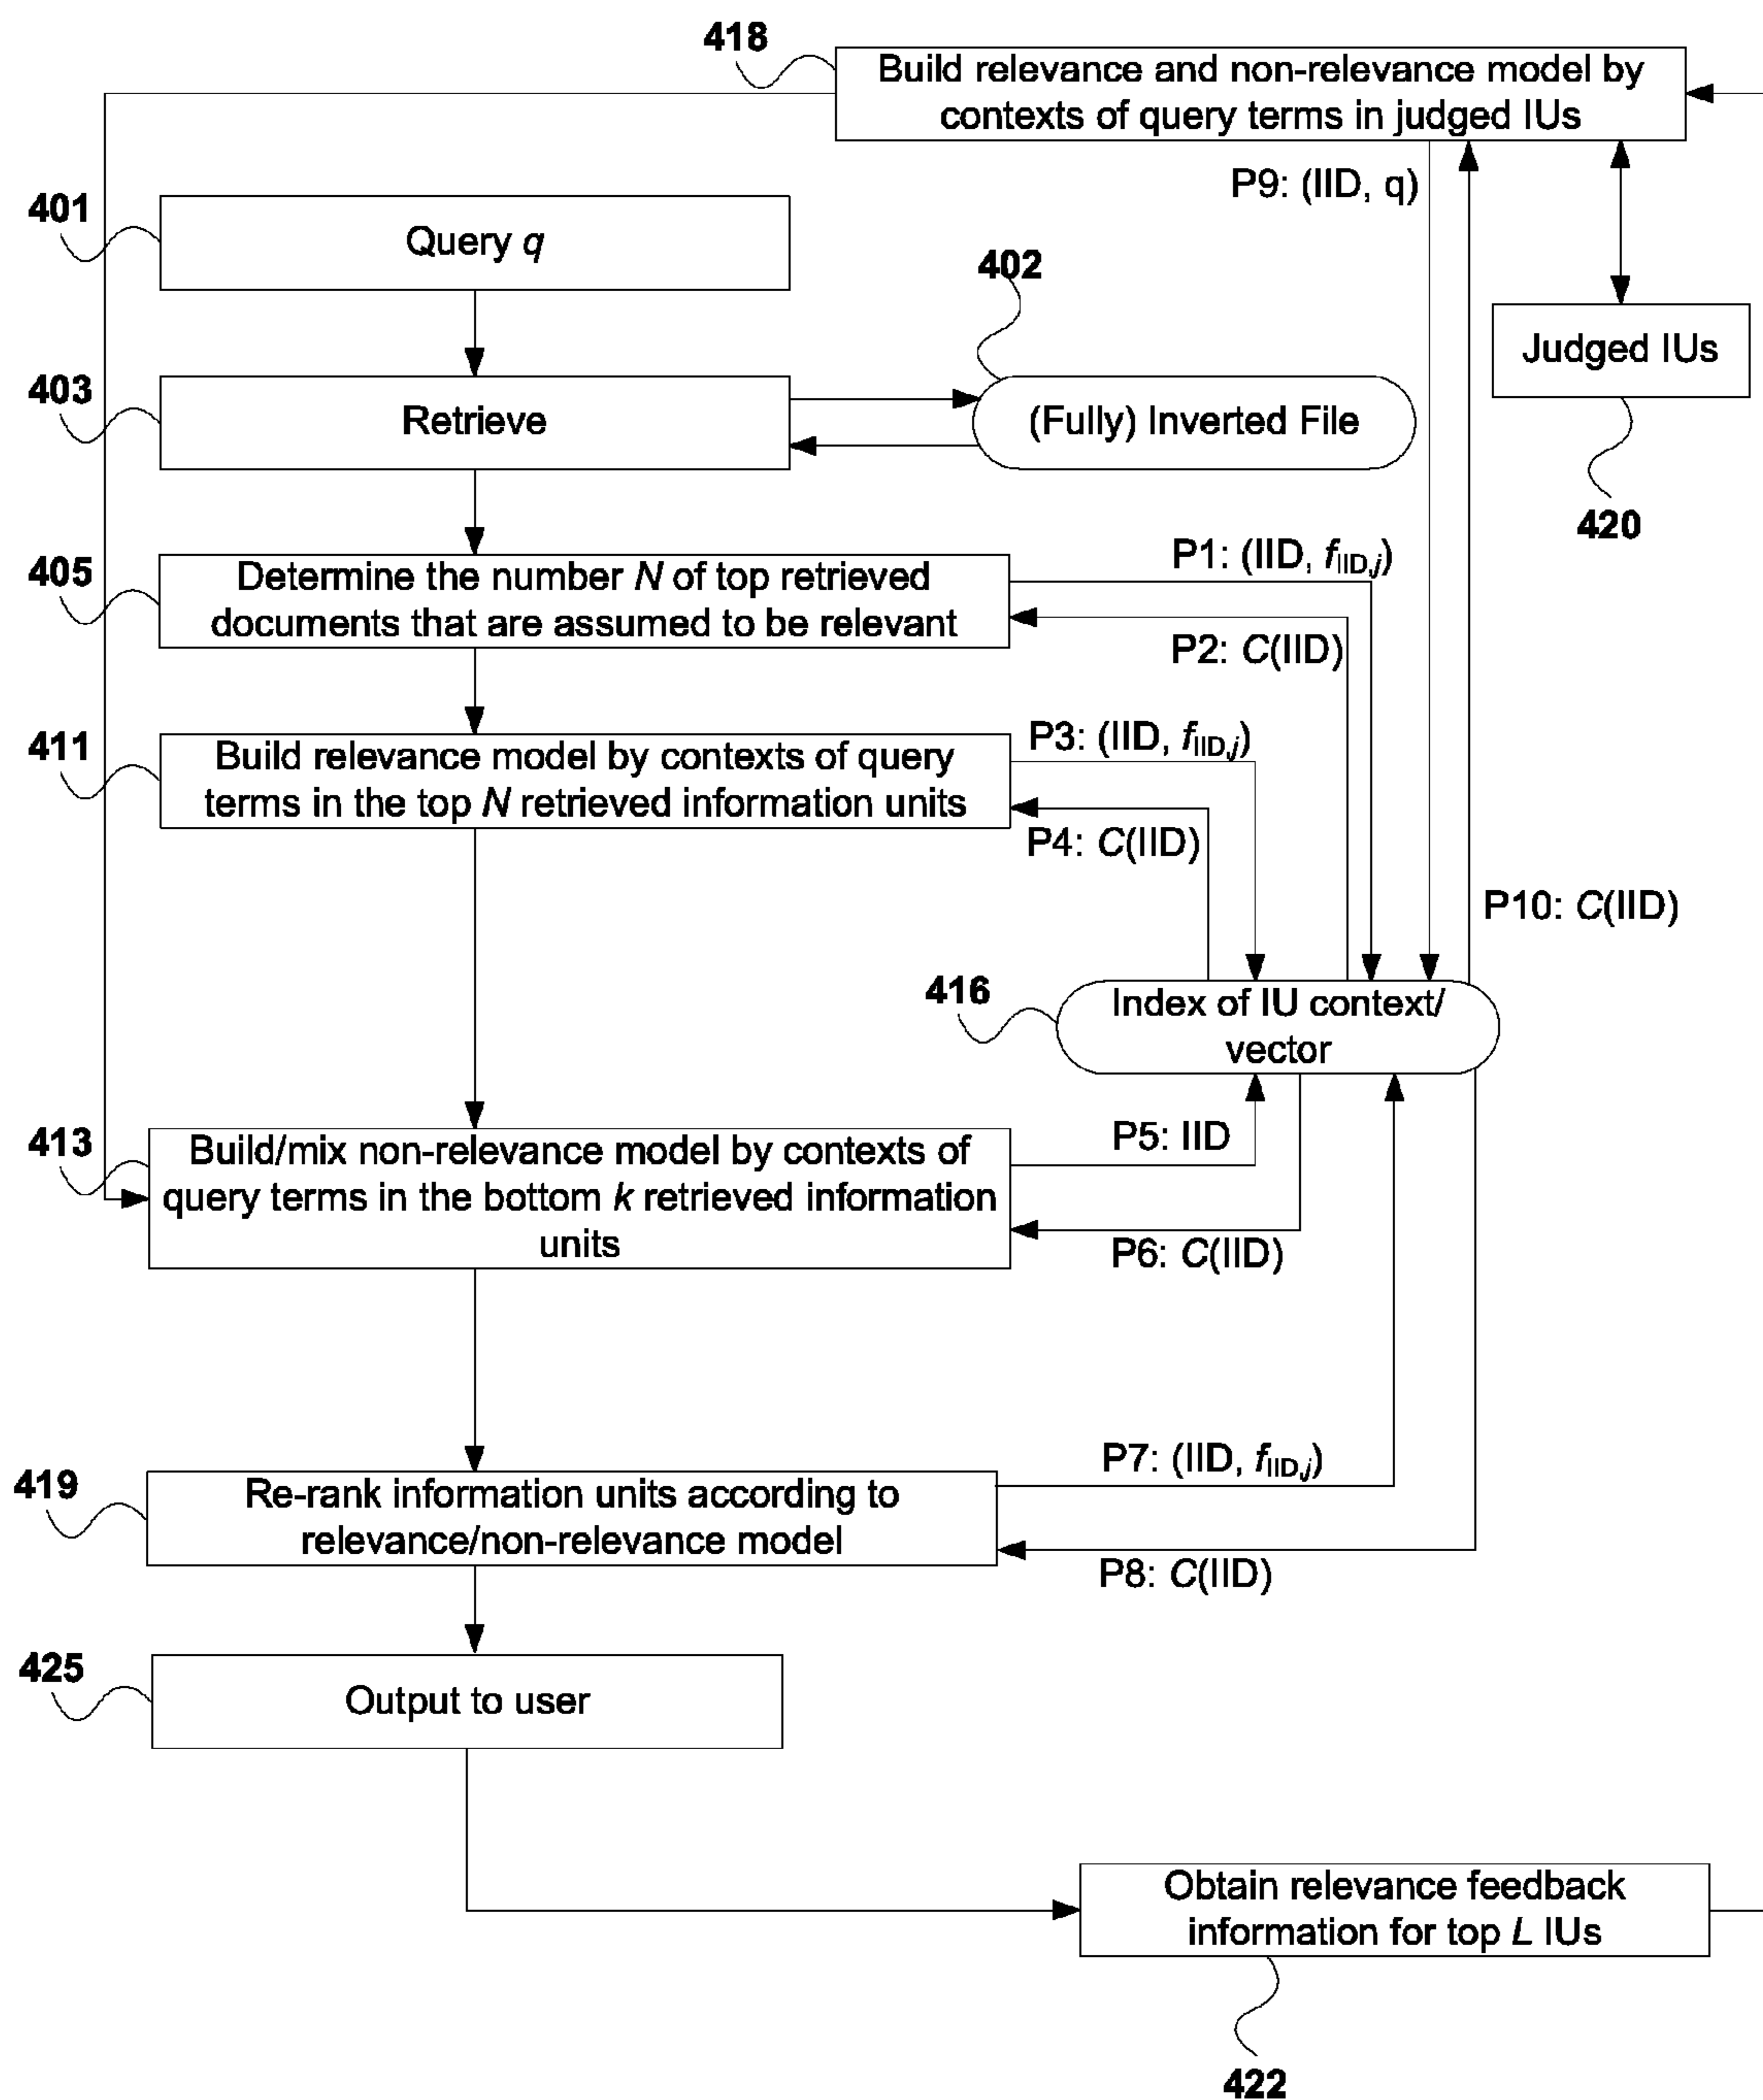 418
Build relevance and non-relevance model by
contexts of query terms in judged IUs
P9: (IID, q)
401
Query q
402
403
Retrieve
(Fully) Inverted File
Judged IUs
420
405
Determine the number N of top retrieved
documents that are assumed to be relevant
P1: (IID, fIID,j)
P2: C(IID)
411
Build relevance model by contexts of query
terms in the top N retrieved information units
P3: (IID, fIID,j)
P4: C(IID)
P10: C(IID)
416
Index of IU context/
vector
413
Build/mix non-relevance model by contexts of
query terms in the bottom k retrieved information
units
P5: IID
P6: C(IID)
419
Re-rank information units according to
relevance/non-relevance model
P7: (IID, fIID,j)
P8: C(IID)
425
Output to user
Obtain relevance feedback
information for top L IUs
422